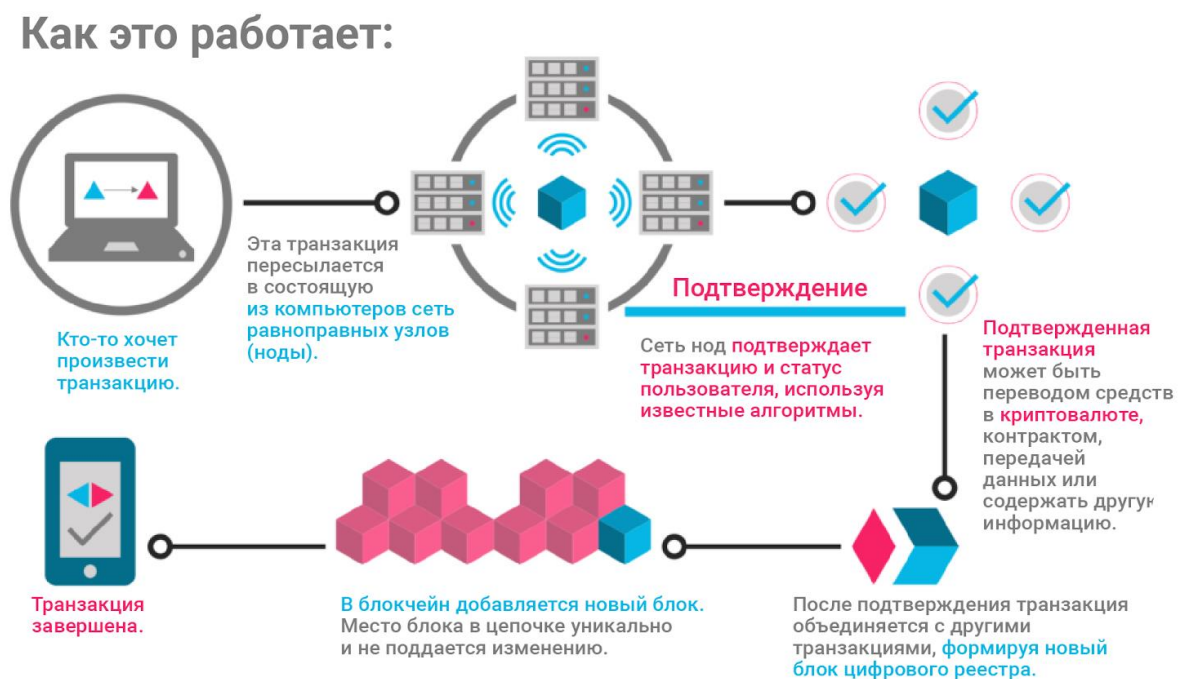 Как это работает:
Кто-то хочет
произвести
транзакцию.
Эта транзакция
пересылается
в состоящую
из компьютеров сеть
равноправных узлов
(ноды).
Подтверждение
Сеть нод подтверждает
транзакцию и статус
пользователя, используя
известные алгоритмы.
Подтвержденная
транзакция
может быть
переводом средств
в криптовалюте,
контрактом,
передачей
данных или
содержать другую
информацию.
После подтверждения транзакция
объединяется с другими
транзакциями, формируя новый
блок цифрового реестра.
В блокчейн добавляется новый блок.
Место блока в цепочке уникально
и не поддается изменению.
Транзакция
завершена.